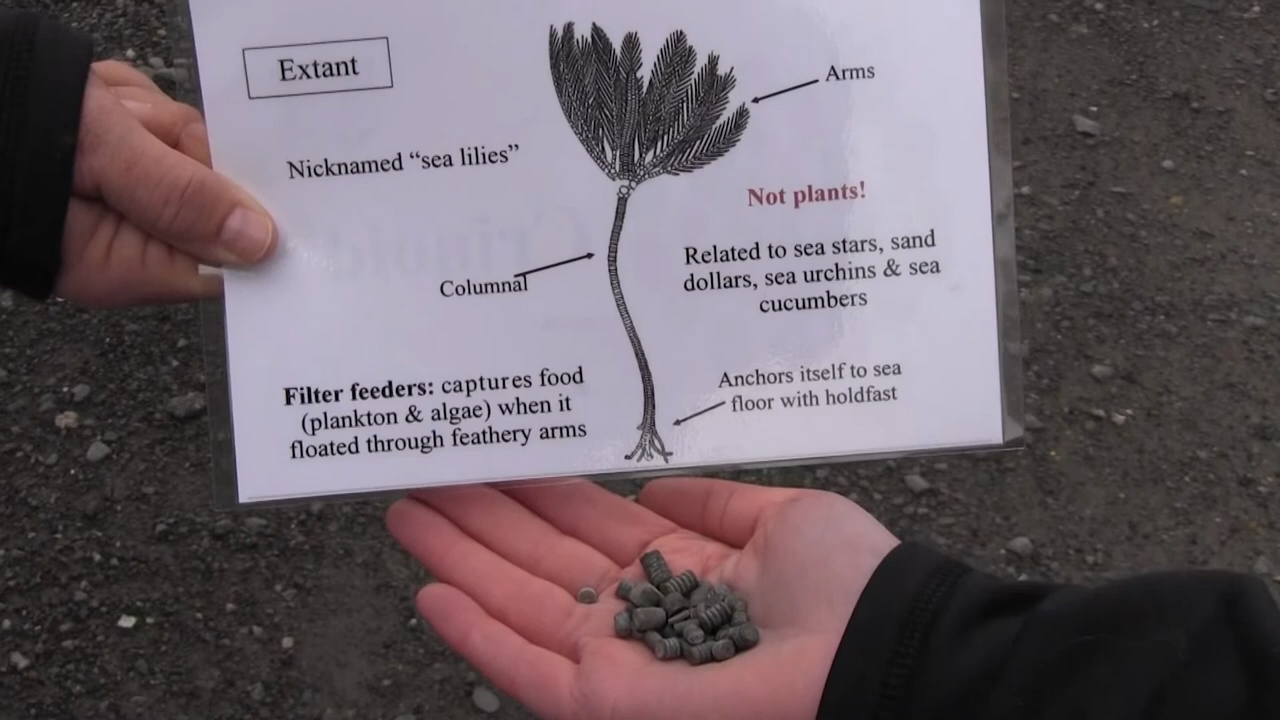 Extant
Arms
Nicknamed “sea lilies”
Not plants!
Related to sea stars, sand
dollars, sea urchins & sea
cucumbers
Columnal
Filter feeders: captures food
(plankton & algae) when it
floated through feathery arms
Anchors itself to sea
floor with holdfast